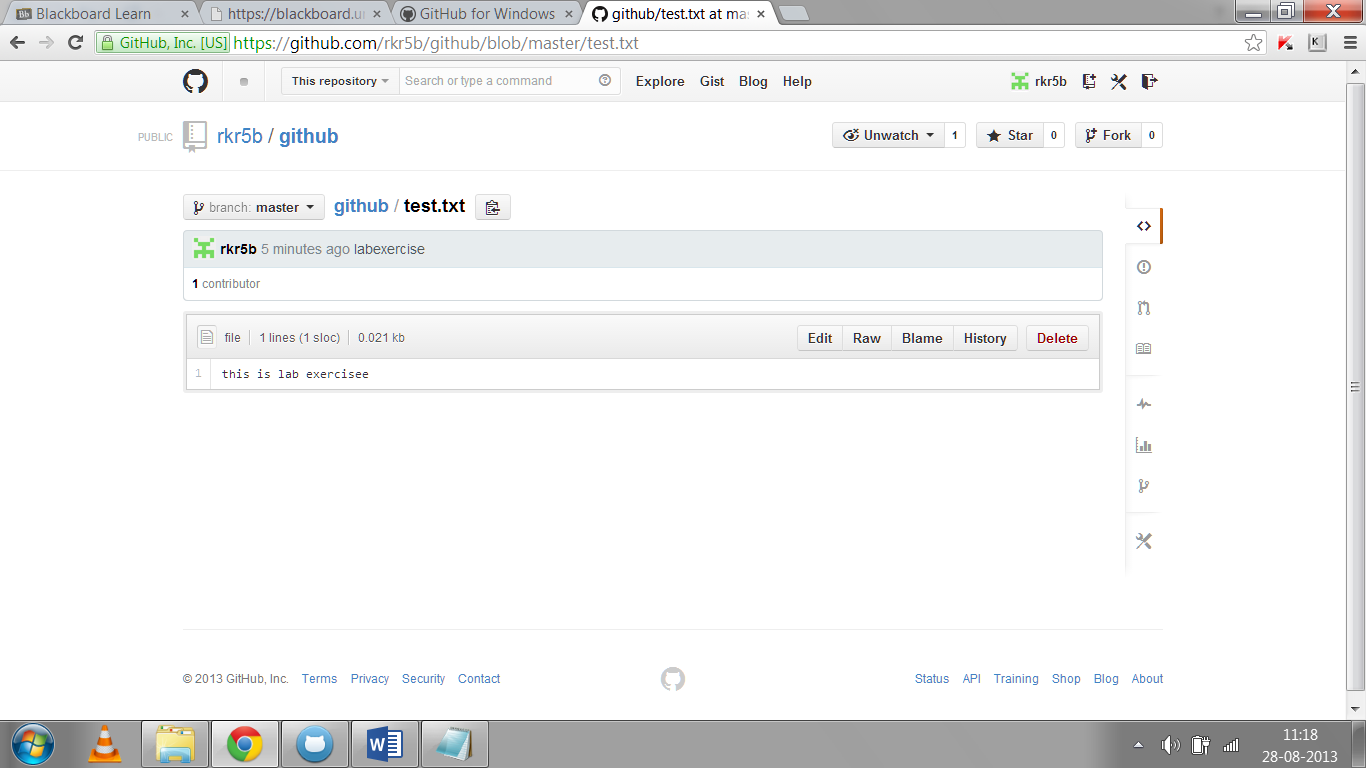 Blackboard Learn https://blackboard.u GitHub for Windows github/test.txt at mas
GitHub, Inc. [US] https://github.com/rkr5b/github/blob/master/test.txt
This repository Search or type a command Explore Gist Blog Help rkr5b
PUBLIC rkr5b / github Unwatch 1 Star 0 Fork 0
branch: master github / test.txt
rkr5b 5 minutes ago labexercise
1 contributor
file 1 lines (1 sloc) 0.021 kb Edit Raw Blame History Delete
1 this is lab exercisee
© 2013 GitHub, Inc. Terms Privacy Security Contact Status API Training Shop Blog About
11:18
28-08-2013